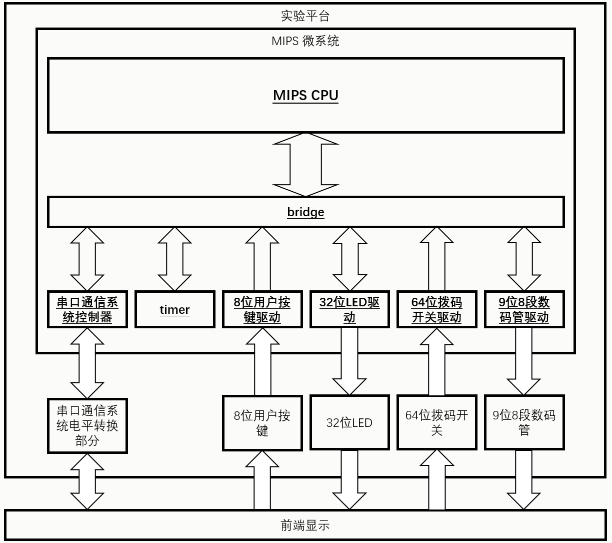 实验平台
MIPS 微系统
MIPS CPU
bridge
串口通信系
统控制器
timer
8位用户按
键驱动
32位LED驱
动
64位拨码
开关驱动
9位8段数
码管驱动
串口通信系
统电平转换
部分
8位用户按
键
32位LED
64位拨码开
关
9位8段数码
管
前端显示